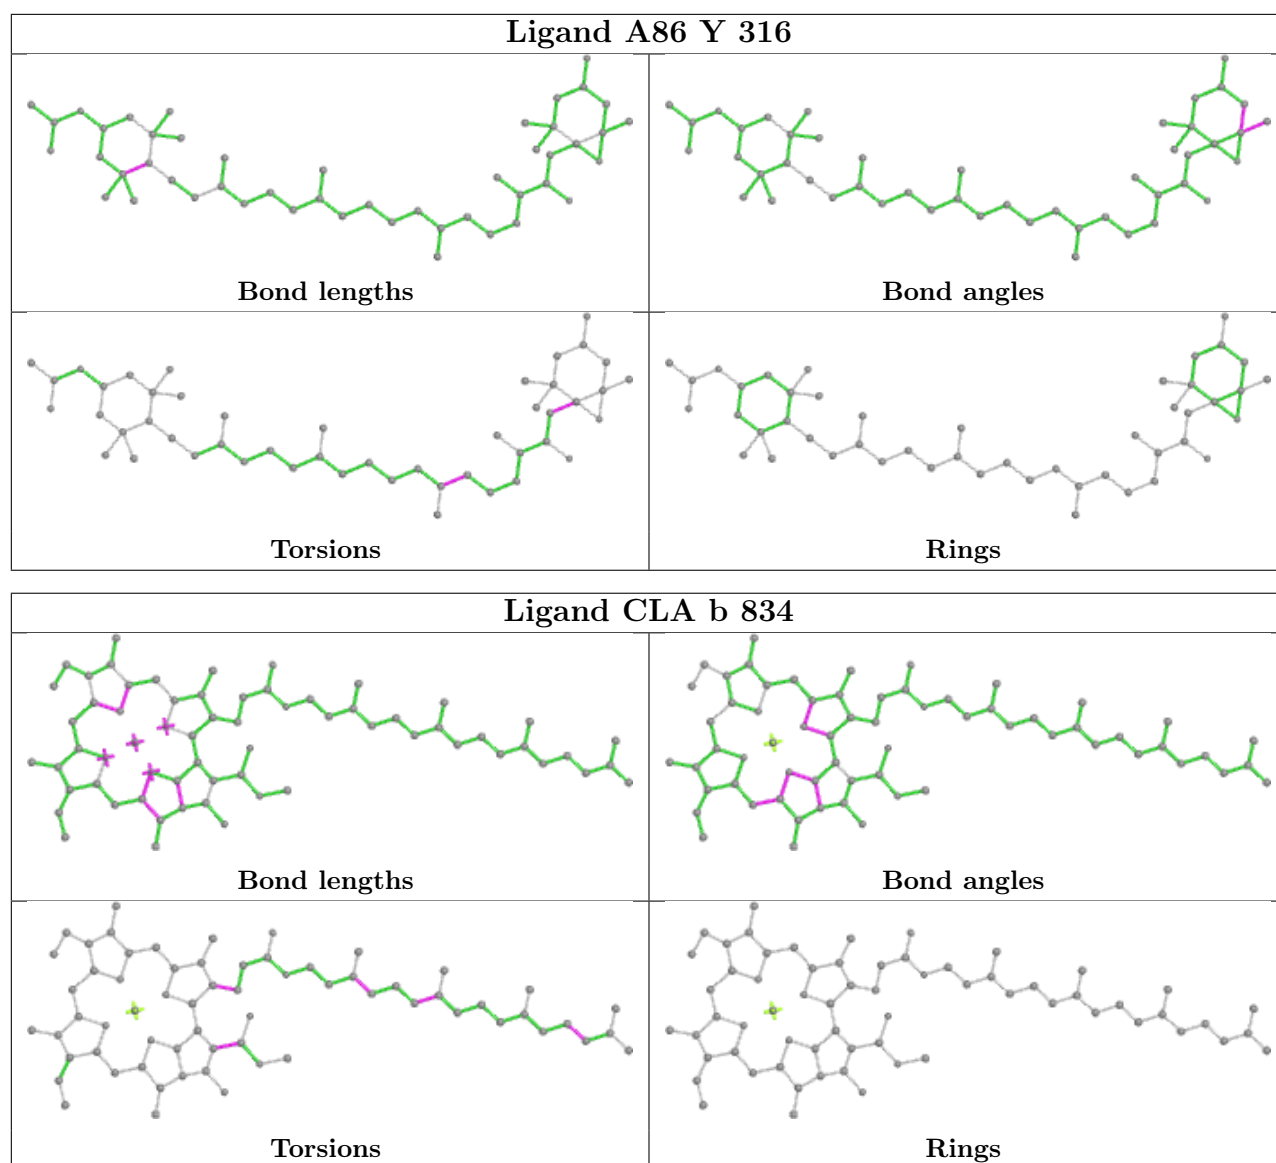 Ligand A86 Y 316
Bond lengths
Bond angles
Torsions
Rings
Ligand CLA b 834
Bond lengths
Bond angles
Torsions
Rings